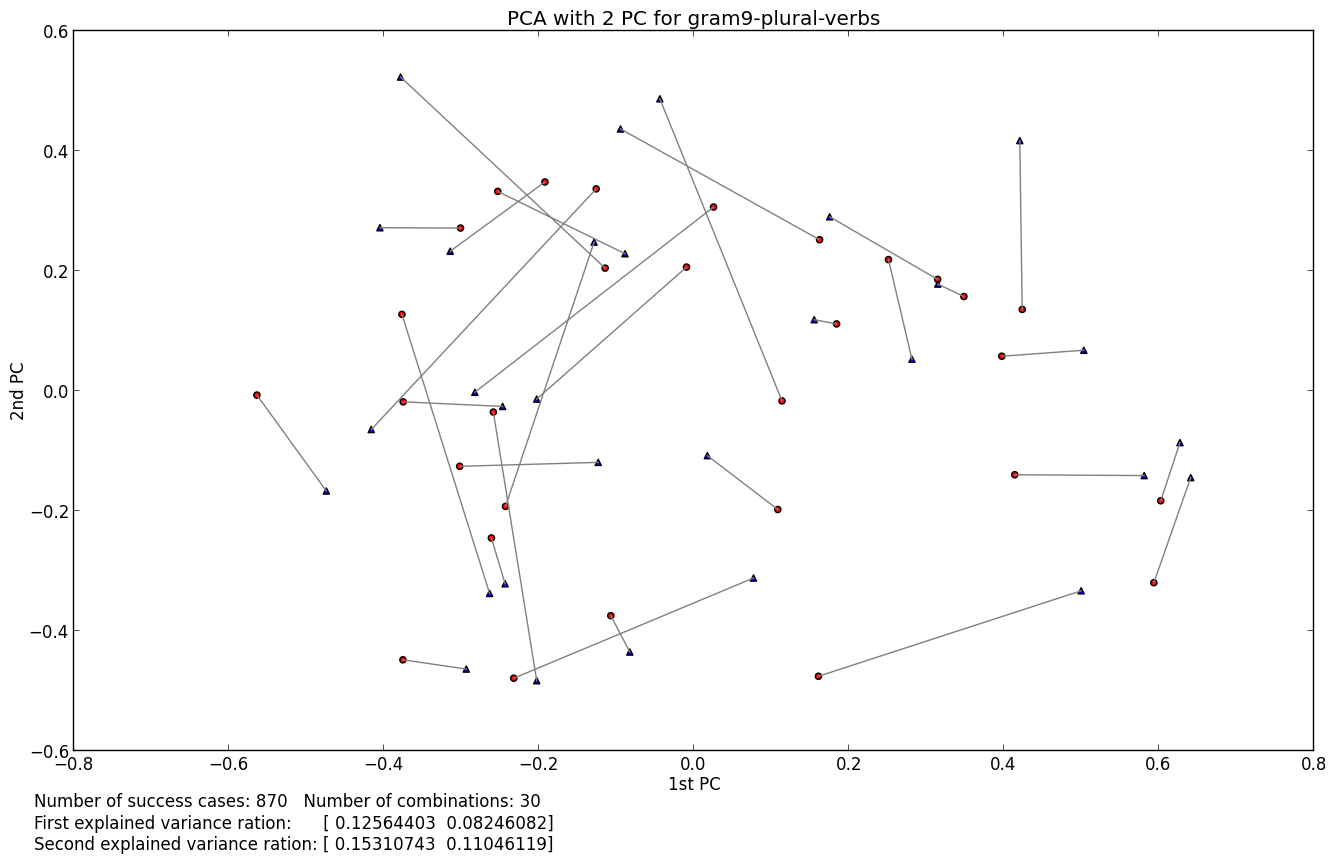 PCA with 2 PC for gram9-plural-verbs
0.6
0.4
0.2
0.0
−0.2
−0.4
−0.6
2nd PC
−0.8 −0.6 −0.4 −0.2 0.0 0.2 0.4 0.6 0.8
1st PC
Number of success cases: 870 Number of combinations: 30
First explained variance ration: [ 0.12564403 0.08246082]
Second explained variance ration: [ 0.15310743 0.11046119]